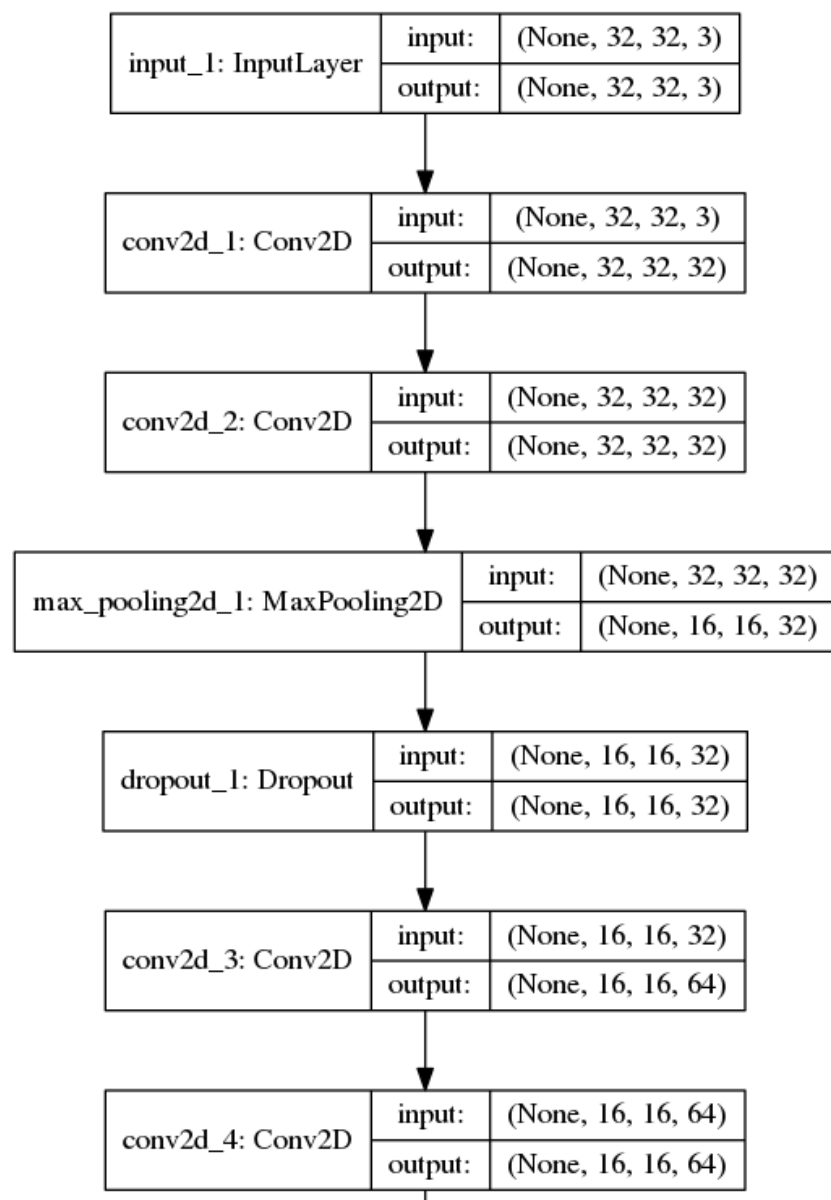 input_1: InputLayer
input: (None, 32, 32, 3)
output: (None, 32, 32, 3)
conv2d_1: Conv2D
input: (None, 32, 32, 3)
output: (None, 32, 32, 32)
conv2d_2: Conv2D
input: (None, 32, 32, 32)
output: (None, 32, 32, 32)
max_pooling2d_1: MaxPooling2D
input: (None, 32, 32, 32)
output: (None, 16, 16, 32)
dropout_1: Dropout
input: (None, 16, 16, 32)
output: (None, 16, 16, 32)
conv2d_3: Conv2D
input: (None, 16, 16, 32)
output: (None, 16, 16, 64)
conv2d_4: Conv2D
input: (None, 16, 16, 64)
output: (None, 16, 16, 64)